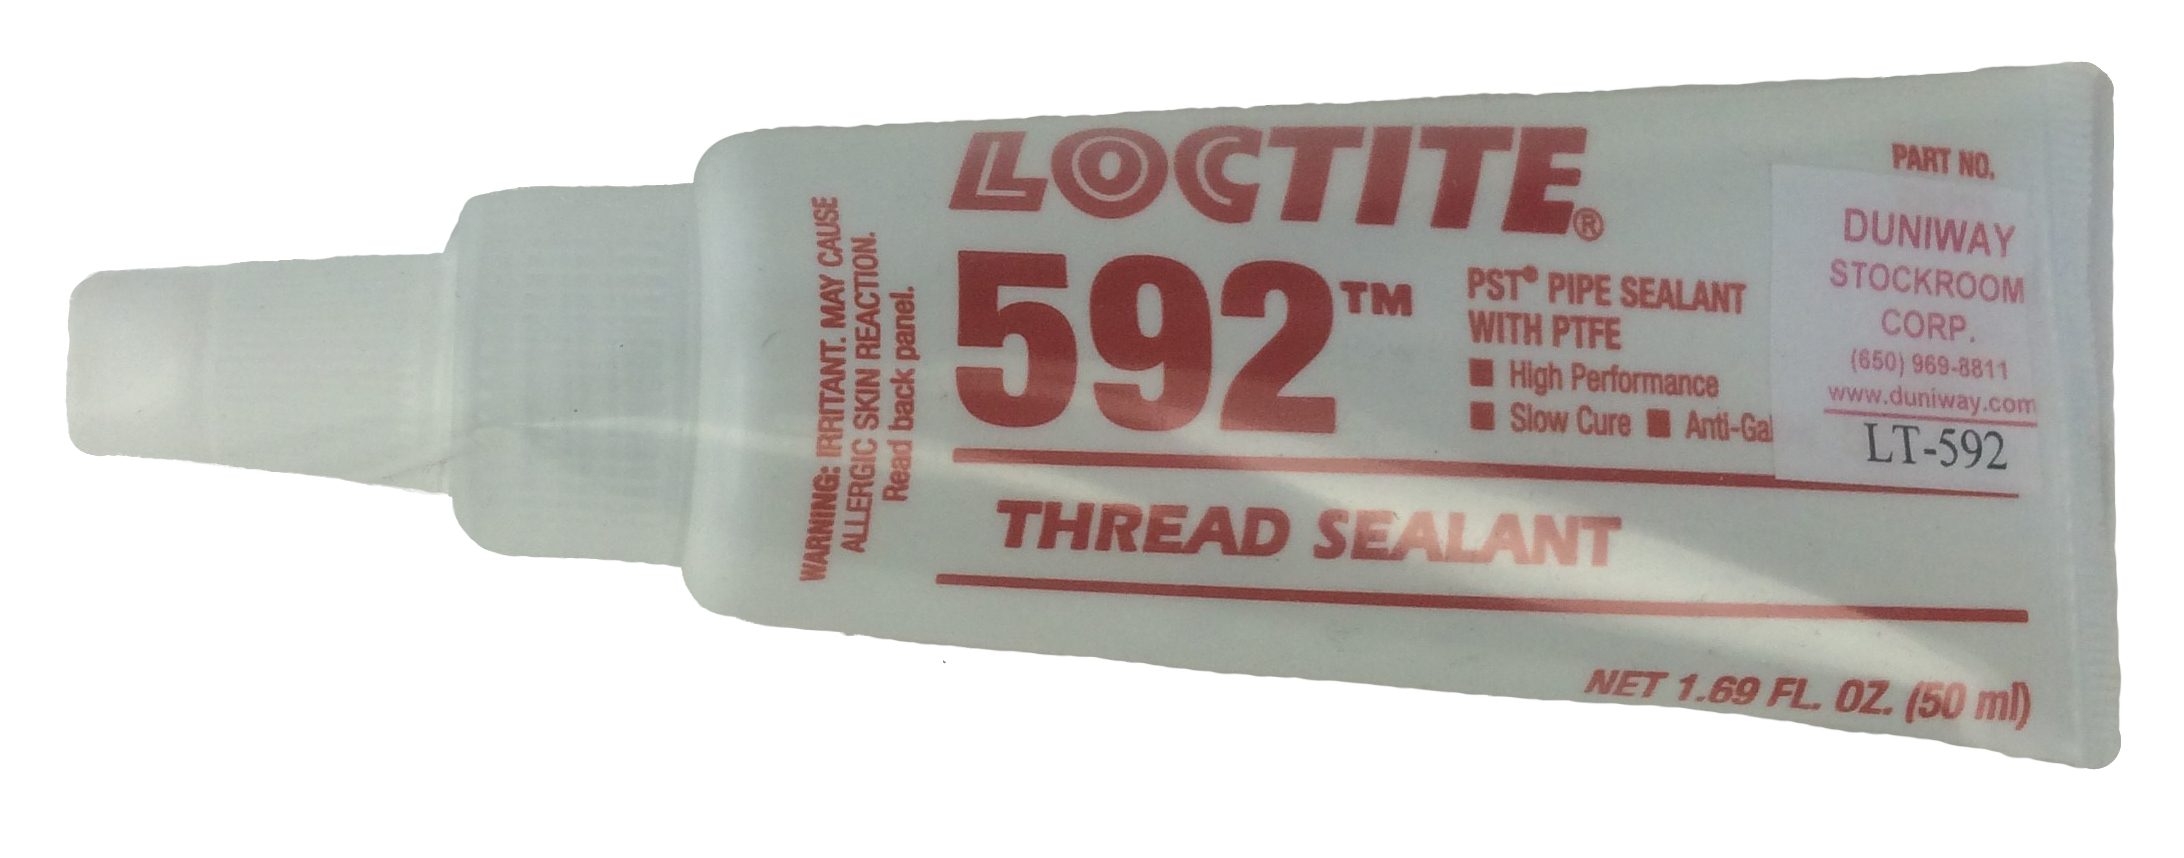 WARNING: IRRITANT. MAY CAUSE
ALLERGIC SKIN REACTION.
Read back panel.
LOCTITE®
592™
PST® PIPE SEALANT
WITH PTFE
■ High Performance
■ Slow Cure ■ Anti-Gal
THREAD SEALANT
NET 1.69 FL. OZ. (50 ml)
PART NO.
DUNIWAY
STOCKROOM
CORP.
(650) 969-8811
www.duniway.com
LT-592